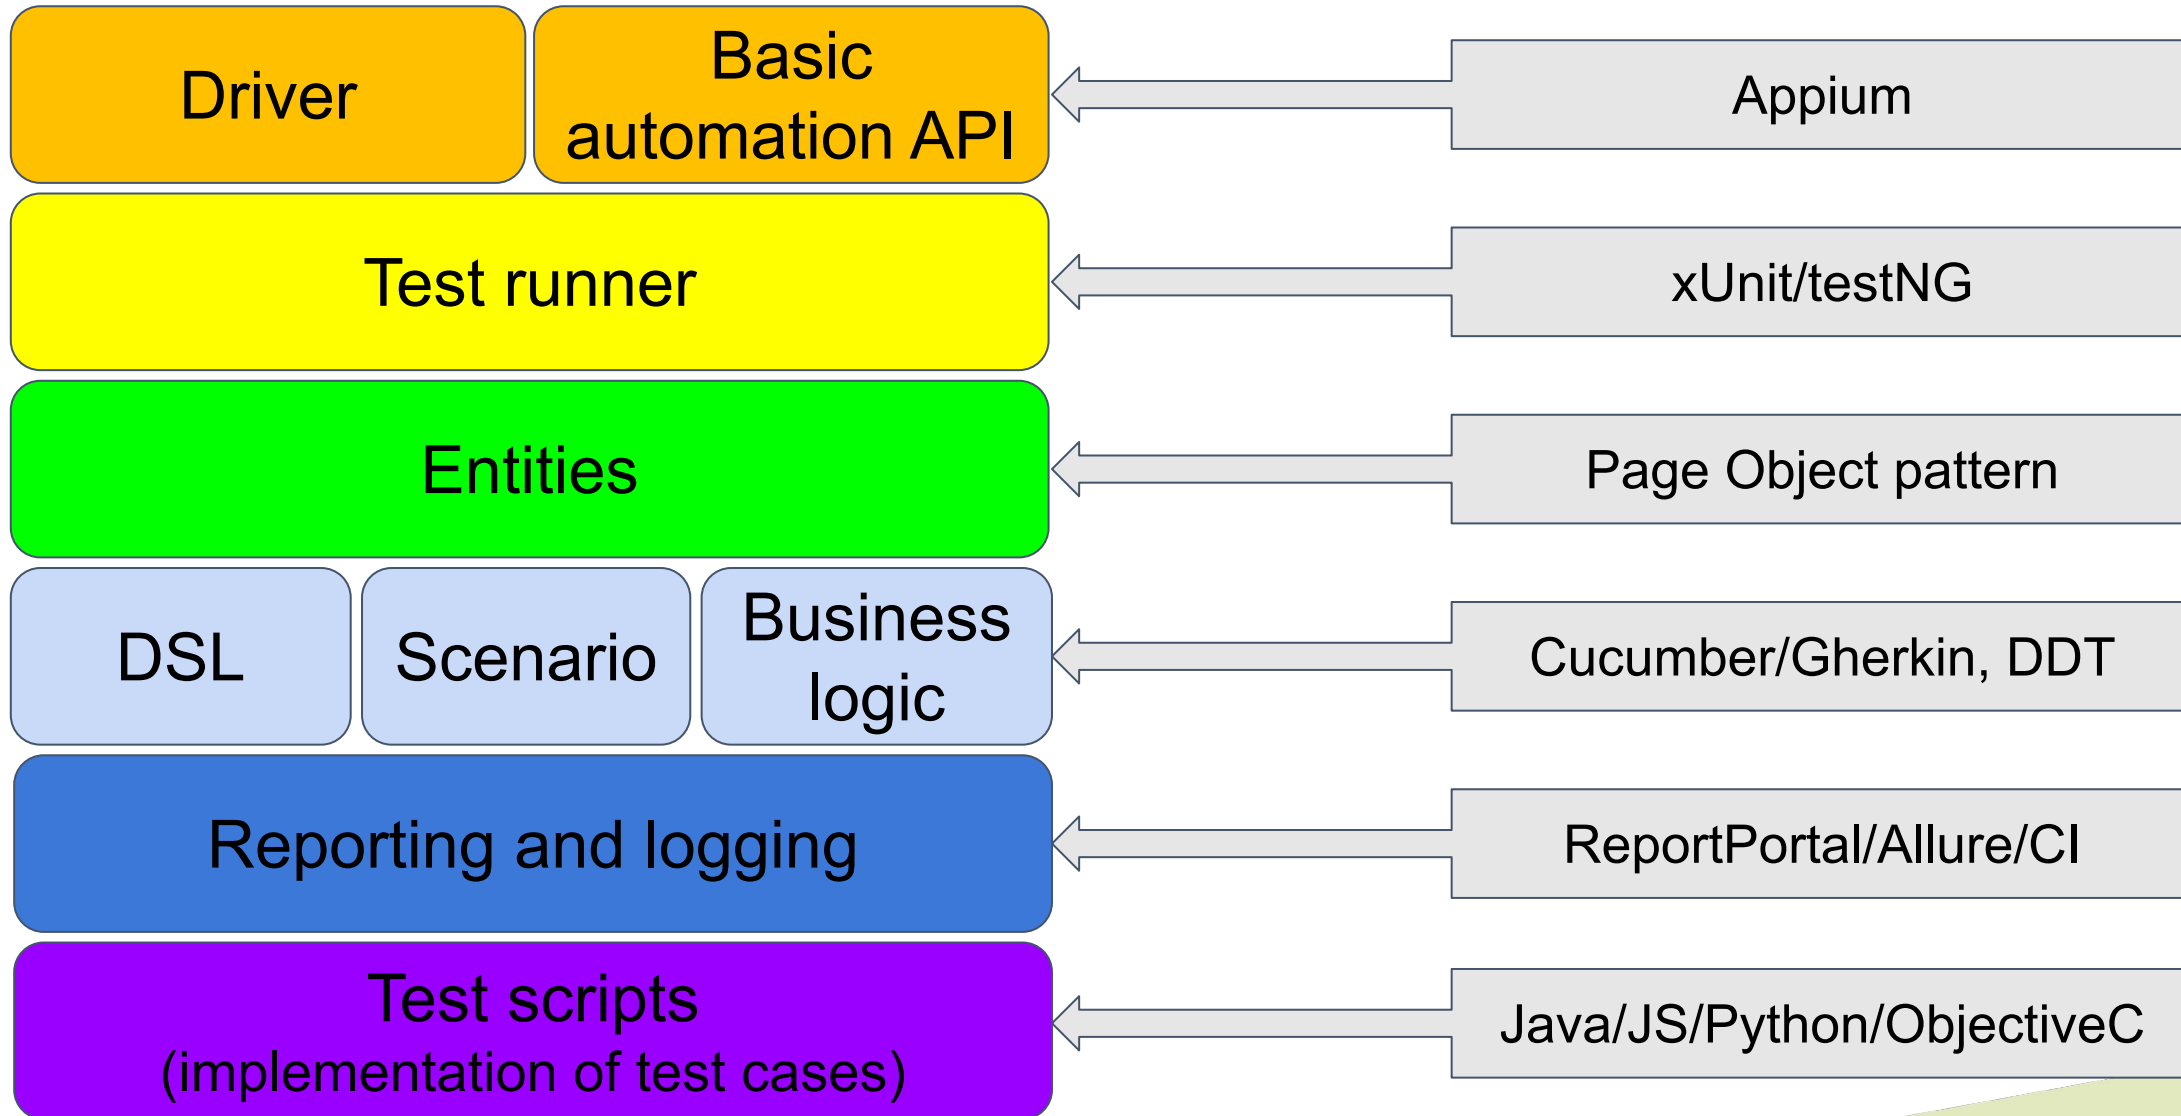 Driver
Basic
automation API
Appium
Test runner
xUnit/testNG
Entities
Page Object pattern
DSL
Scenario
Business
logic
Cucumber/Gherkin, DDT
Reporting and logging
ReportPortal/Allure/CI
Test scripts
(implementation of test cases)
Java/JS/Python/ObjectiveC